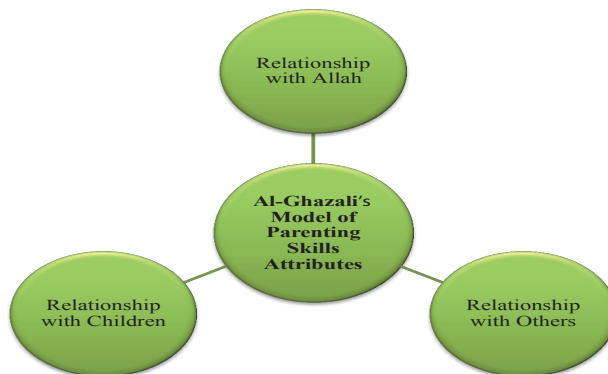 Relationship
with Allah
Al-Ghazali's
Model of
Parenting
Skills
Attributes
Relationship
with Children
Relationship
with Others